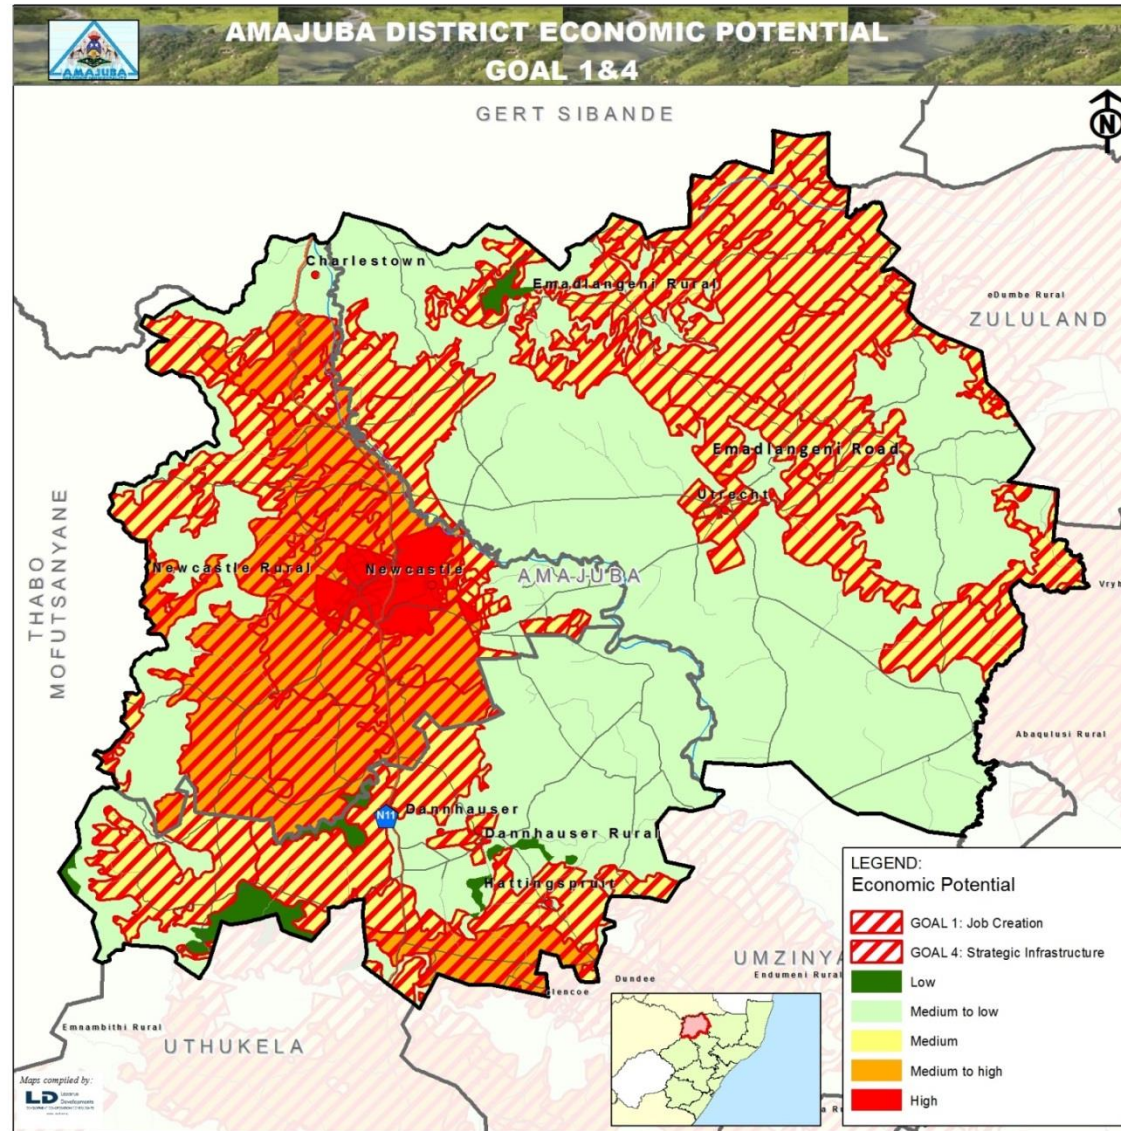 AMAJUBA DISTRICT ECONOMIC POTENTIAL
GOAL 1&4
AMAJUBA
GERT SIBANDE
N
Charlestown
Emadlangeni Rural
eDumbe Rural
ZULULAND
Emadlangeni Road
Utrecht
THABO
MOFUTSANYANE
Newcastle Rural
Newcastle
AMAJUBA
Vryh
Abaqulusi Rural
N11
Dannhauser
Dannhauser Rural
Hattingspruit
UMZINYA
Endumeni Rural
Dundee
Glencoe
Emnambithi Rural
UTHUKELA
LEGEND:
Economic Potential
GOAL 1: Job Creation
GOAL 4: Strategic Infrastructure
Low
Medium to low
Medium
Medium to high
High
Maps compiled by:
LD